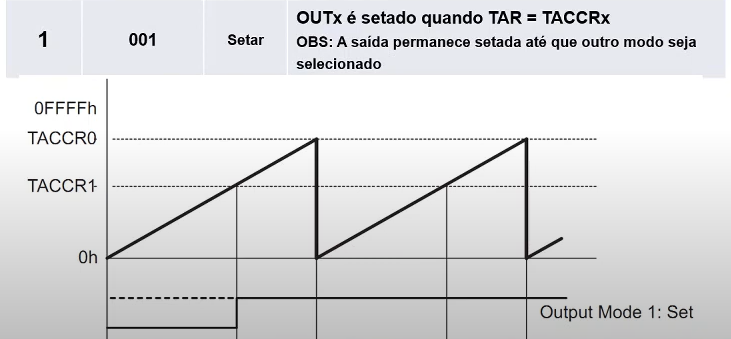 1
001
Setar
OUTx é setado quando TAR = TACCRx
OBS: A saída permanece setada até que outro modo seja
selecionado
0FFFFh
TACCR0
TACCR1
0h
Output Mode 1: Set